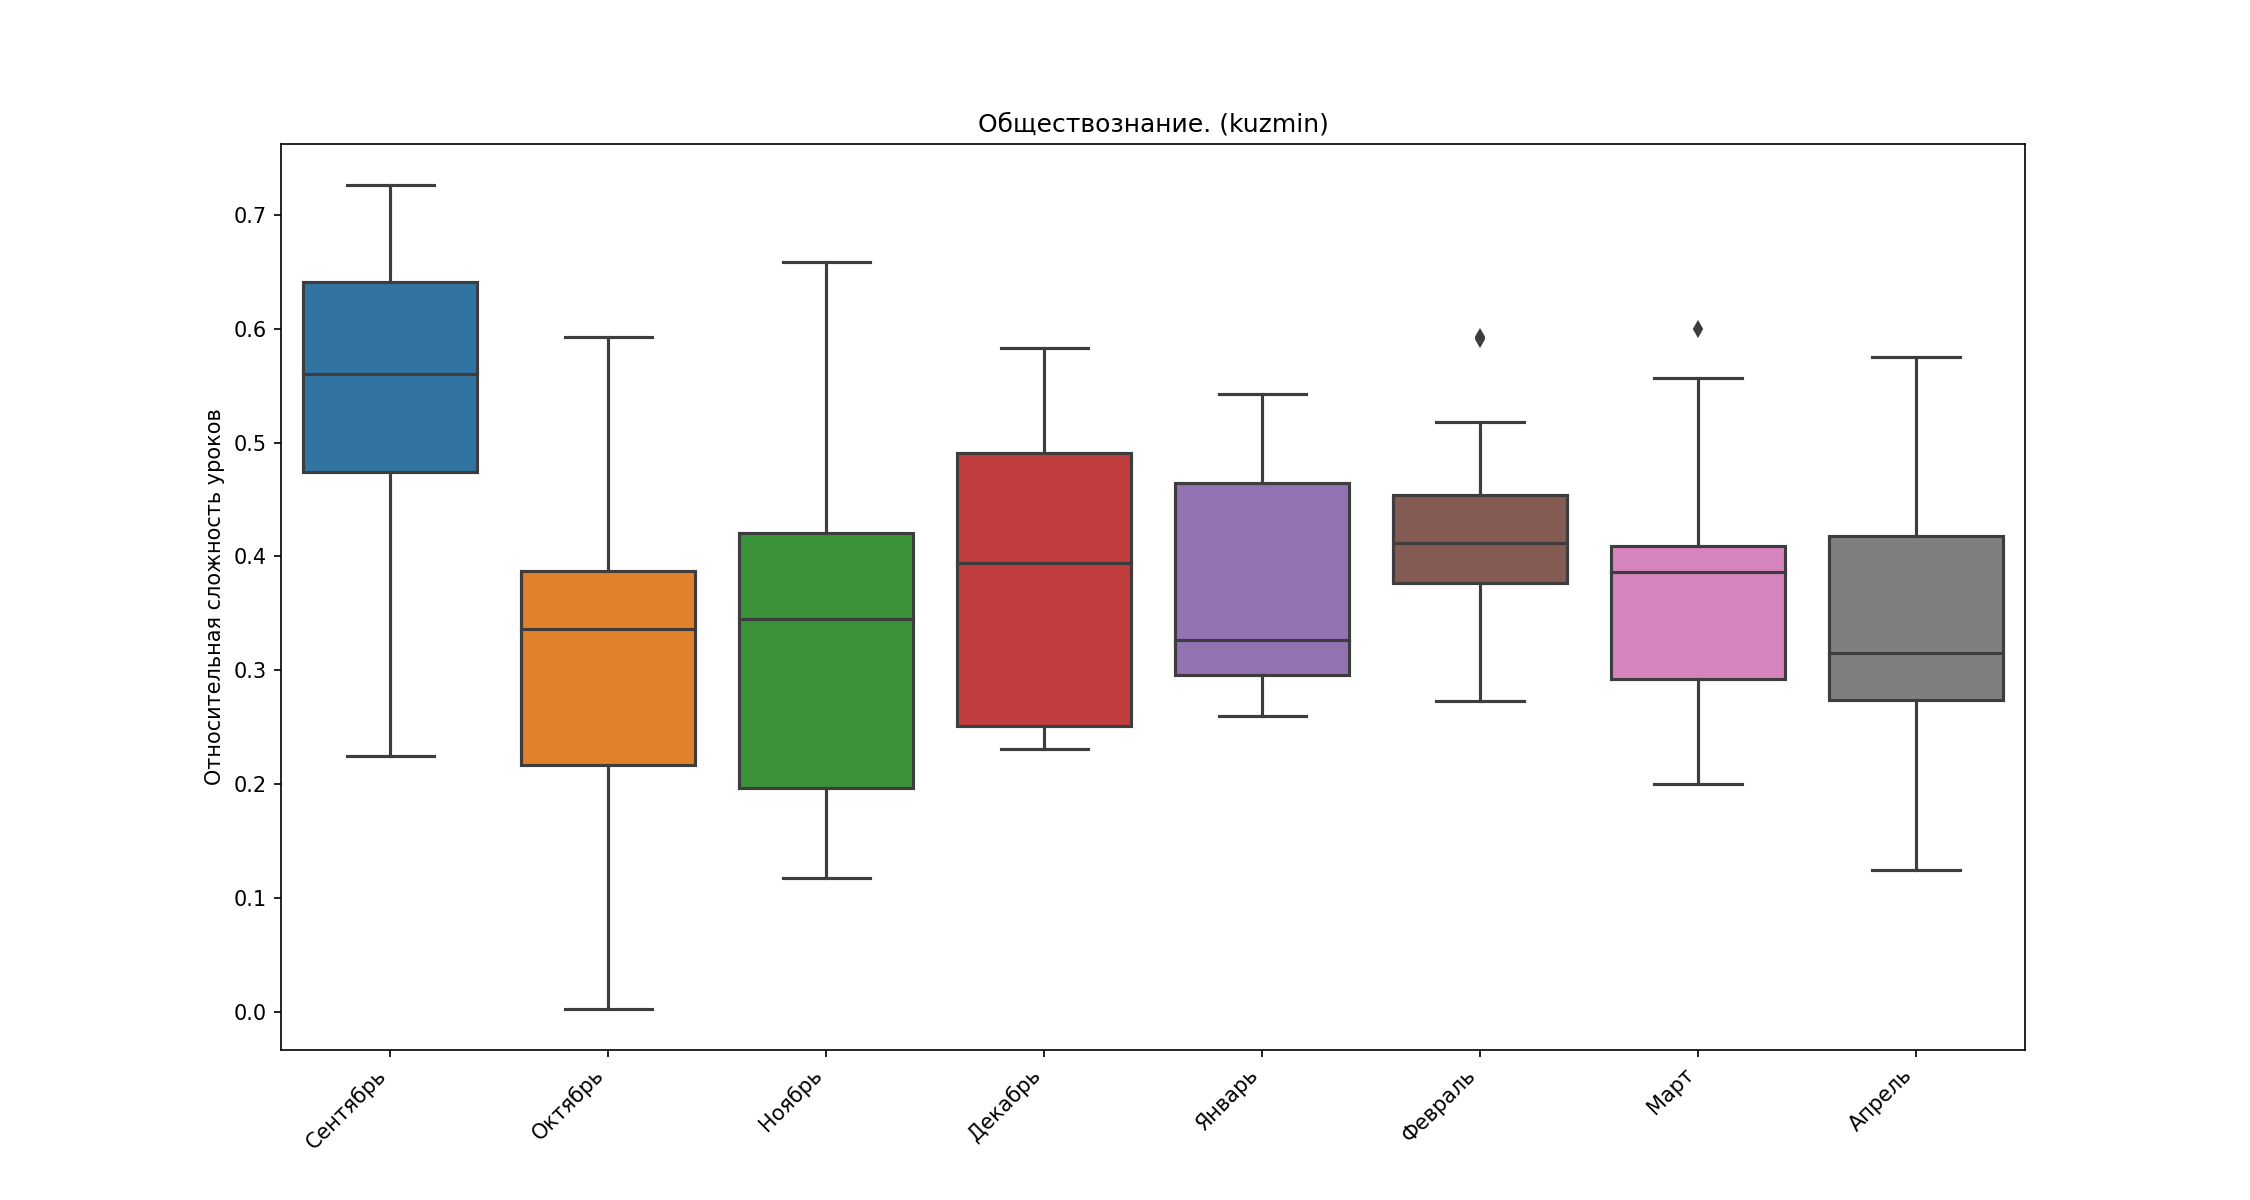 Обществознание. (kuzmin)
Относительная сложность уроков
0.7
0.6
0.5
0.4
0.3
0.2
0.1
0.0
Сентябрь
Октябрь
Ноябрь
Декабрь
Январь
Февраль
Март
Апрель